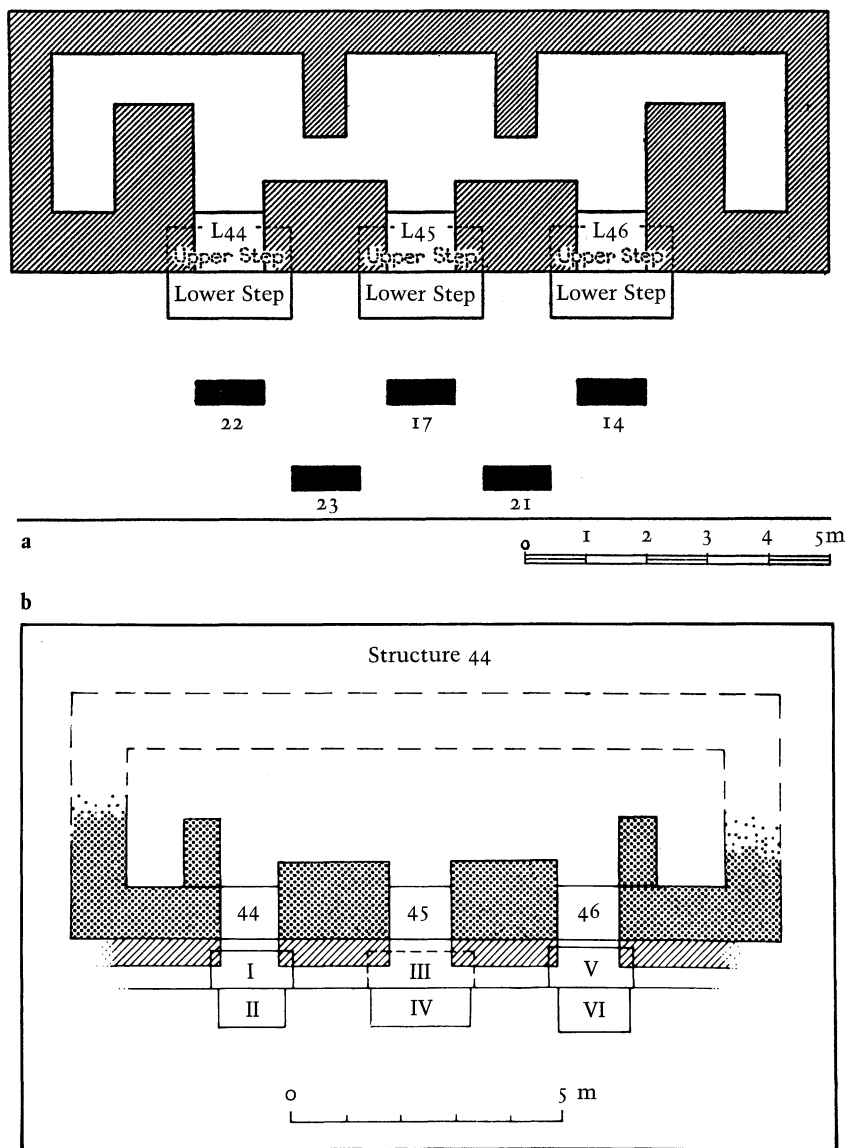 L44 L45 L46
Upper Step Upper Step Upper Step
Lower Step Lower Step Lower Step
22 17 14
23 21
a
0 1 2 3 4 5m
b
Structure 44
44 45 46
I III V
II IV VI
0 5 m